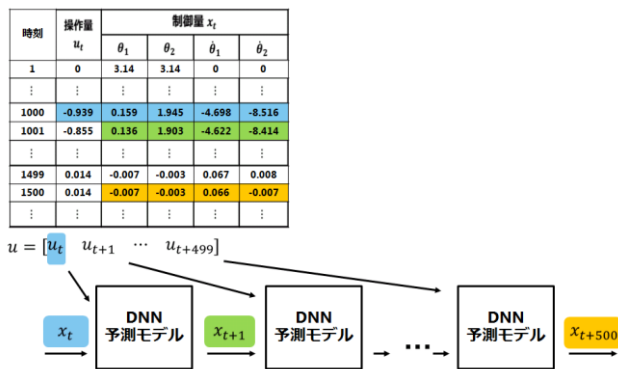 時刻 操作量 u_t 制御量 x_t
θ_1 θ_2 θ̇_1 θ̇_2
1 0 3.14 3.14 0 0
⋮ ⋮ ⋮ ⋮ ⋮ ⋮
1000 -0.939 0.159 1.945 -4.698 -8.516
1001 -0.855 0.136 1.903 -4.622 -8.414
⋮ ⋮ ⋮ ⋮ ⋮ ⋮
1499 0.014 -0.007 -0.003 0.067 0.008
1500 0.014 -0.007 -0.003 0.066 -0.007
⋮ ⋮ ⋮ ⋮ ⋮ ⋮
u = [u_t u_{t+1} ⋯ u_{t+499}]
x_t
DNN
予測モデル
x_{t+1}
DNN
予測モデル
⋯
DNN
予測モデル
x_{t+500}